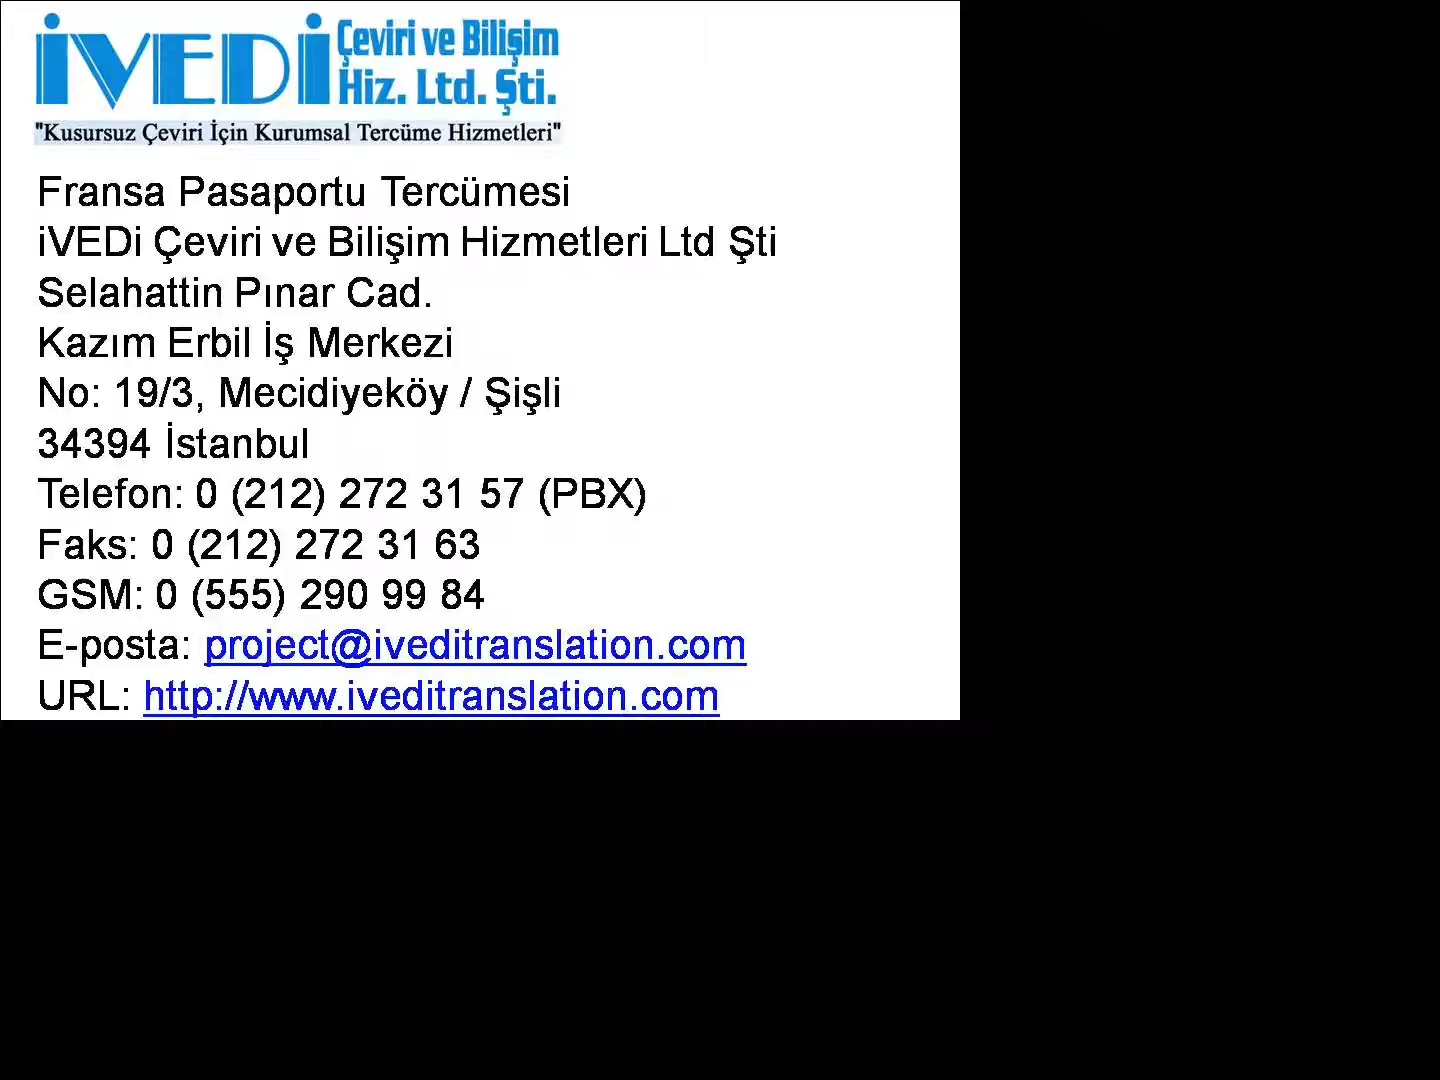 İVEDİ Çeviri ve Bilişim
Hiz. Ltd. Şti.
"Kusursuz Çeviri İçin Kurumsal Tercüme Hizmetleri"
Fransa Pasaportu Tercümesi
iVEDi Çeviri ve Bilişim Hizmetleri Ltd Şti
Selahattin Pınar Cad.
Kazım Erbil İş Merkezi
No: 19/3, Mecidiyeköy / Şişli
34394 İstanbul
Telefon: 0 (212) 272 31 57 (PBX)
Faks: 0 (212) 272 31 63
GSM: 0 (555) 290 99 84
E-posta: project@iveditranslation.com
URL: http://www.iveditranslation.com